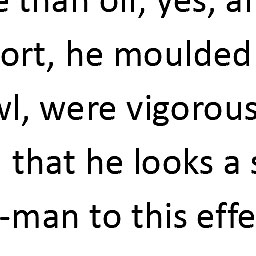 than oil, yes,
ort, he moulded
wl, were vigorous
that he looks a
-man to this effe